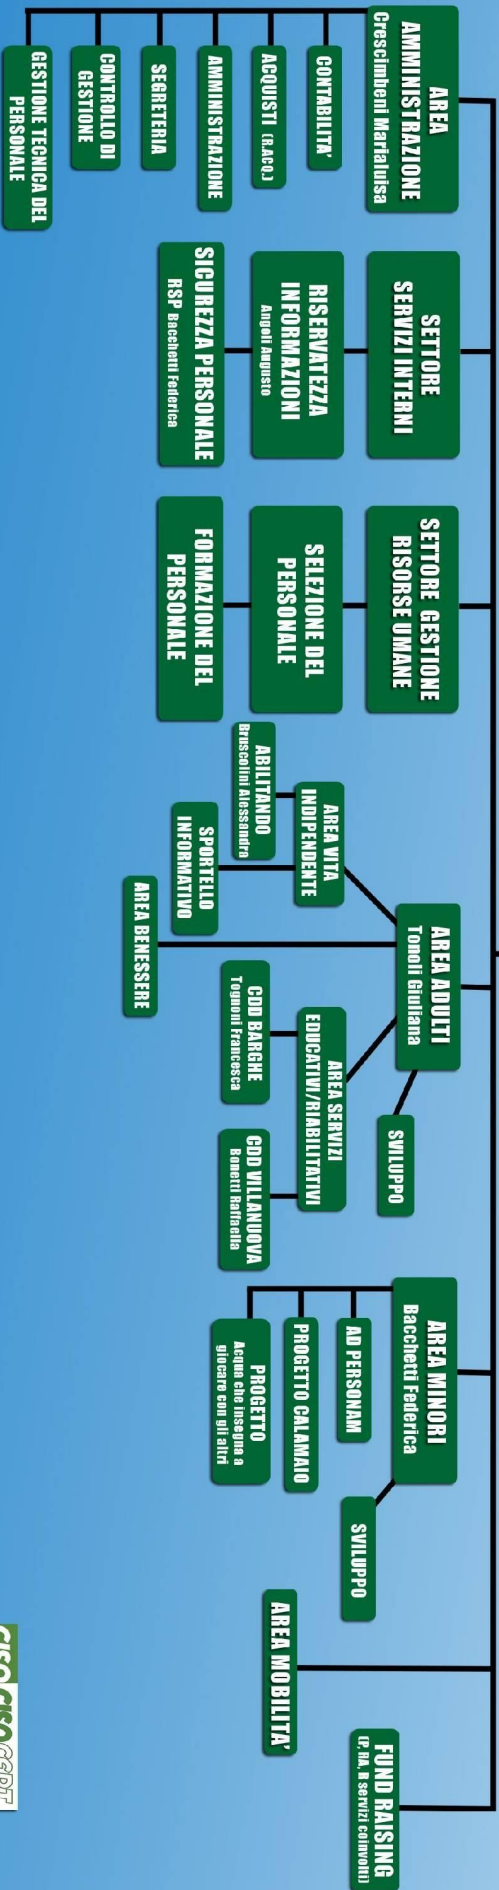 AREA
AMMINISTRAZIONE
Crescimbeni Marialuisa
CONTABILITA'
ACQUISTI (R.ACQ.)
AMMINISTRAZIONE
SEGRETERIA
CONTROLLO DI
GESTIONE
GESTIONE TECNICA DEL
PERSONALE
SETTORE
SERVIZI INTERNI
RISERVATEZZA
INFORMAZIONI
Angeli Augusto
SICUREZZA PERSONALE
RSP Bacchetti Federica
SETTORE GESTIONE
RISORSE UMANE
SELEZIONE DEL
PERSONALE
FORMAZIONE DEL
PERSONALE
AREA ADULTI
Tonoli Giuliana
SVILUPPO
AREA VITA
INDIPENDENTE
ABILITANDO
Bruscolini Alessandra
SPORTELLO
INFORMATIVO
AREA BENESSERE
AREA SERVIZI
EDUCATIVI/RIABILITATIVI
CDD BARGHE
Tognoni Francesca
CDD VILLANUOVA
Bonetti Raffaella
AREA MINORI
Bacchetti Federica
AD PERSONAM
PROGETTO CALAMAIO
PROGETTO
Acqua che insegna a
giocare con gli altri
SVILUPPO
AREA MOBILITA'
FUND RAISING
(P, RA, R servizi coinvolti)